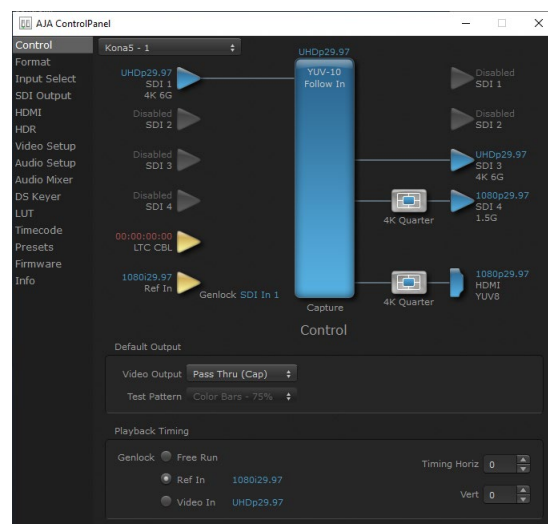 AJA ControlPanel
Control
Format
Input Select
SDI Output
HDMI
HDR
Video Setup
Audio Setup
Audio Mixer
DS Keyer
LUT
Timecode
Presets
Firmware
Info
Kona5 - 1
UHDp29.97
YUV-10
Follow In
UHDp29.97
SDI 1
4K 6G
Disabled
SDI 2
Disabled
SDI 3
Disabled
SDI 4
00:00:00:00
LTC CBL
1080i29.97
Ref In
Genlock SDI In 1
Capture
Disabled
SDI 1
Disabled
SDI 2
UHDp29.97
SDI 3
4K 6G
4K Quarter
1080p29.97
SDI 4
1.5G
4K Quarter
1080p29.97
HDMI
YUV8
Control
Default Output
Video Output Pass Thru (Cap)
Test Pattern Color Bars - 75%
Playback Timing
Genlock Free Run
Ref In 1080i29.97
Video In UHDp29.97
Timing Horiz 0
Vert 0